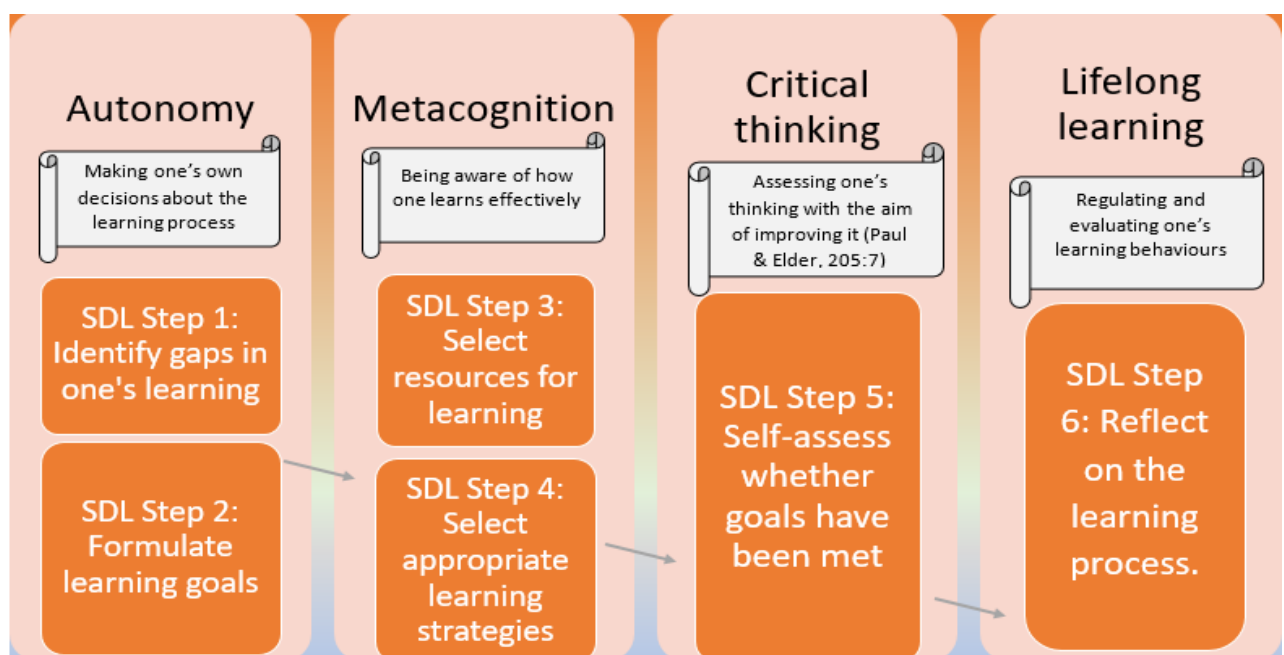 Autonomy
Making one's own
decisions about the
learning process
SDL Step 1:
Identify gaps in
one's learning
SDL Step 2:
Formulate
learning goals
Metacognition
Being aware of how
one learns effectively
SDL Step 3:
Select
resources for
learning
SDL Step 4:
Select
appropriate
learning
strategies
Critical
thinking
Assessing one's
thinking with the aim
of improving it (Paul
& Elder, 205:7)
SDL Step 5:
Self-assess
whether
goals have
been met
Lifelong
learning
Regulating and
evaluating one's
learning behaviours
SDL Step
6: Reflect
on the
learning
process.